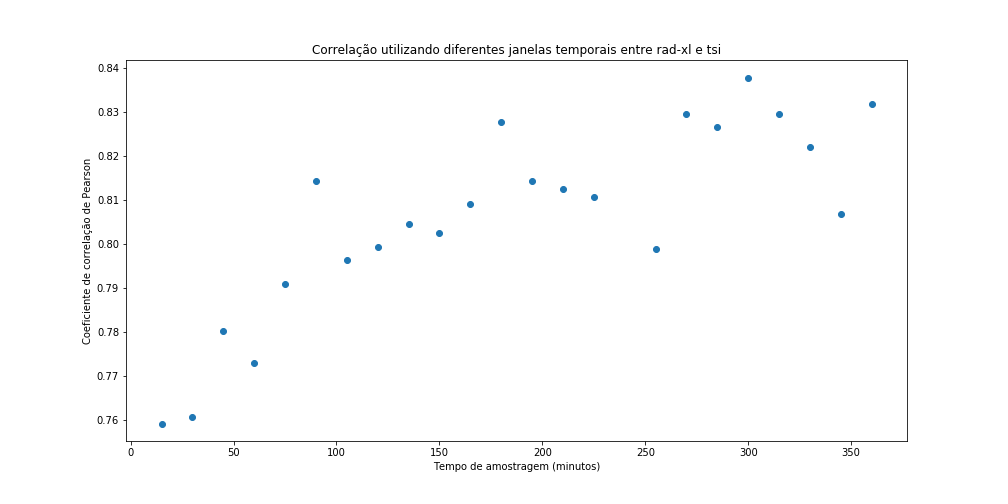 Correlação utilizando diferentes janelas temporais entre rad-xl e tsi
0.84
0.83
0.82
0.81
0.80
0.79
0.78
0.77
0.76
Coeficiente de correlação de Pearson
0 50 100 150 200 250 300 350
Tempo de amostragem (minutos)